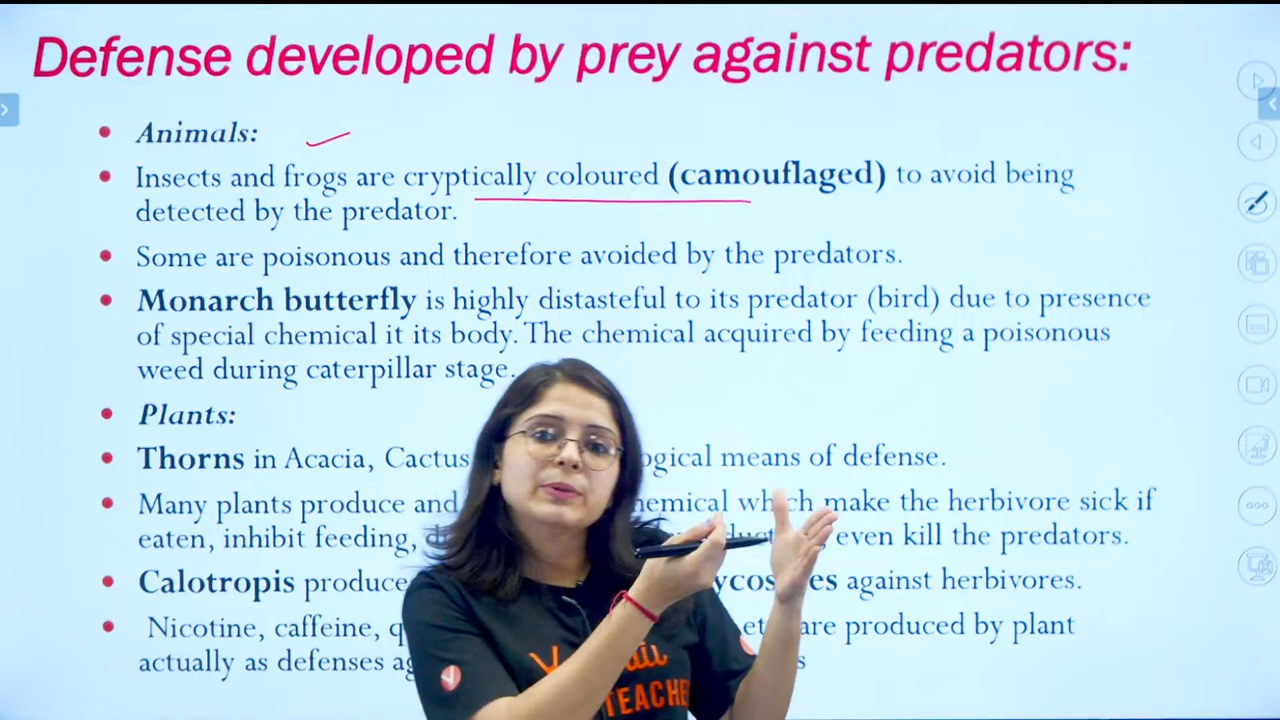 Defense developed by prey against predators:
Animals:
Insects and frogs are cryptically coloured (camouflaged) to avoid being
detected by the predator.
Some are poisonous and therefore avoided by the predators.
Monarch butterfly is highly distasteful to its predator (bird) due to presence
of special chemical it its body. The chemical acquired by feeding a poisonous
weed during caterpillar stage.
Plants:
Thorns in Acacia, Cactus ogical means of defense.
Many plants produce and hemical which make the herbivore sick if
eaten, inhibit feeding, even kill the predators.
Calotropis produce against herbivores.
Nicotine, caffeine, are produced by plant
actually as defenses
TEACHE